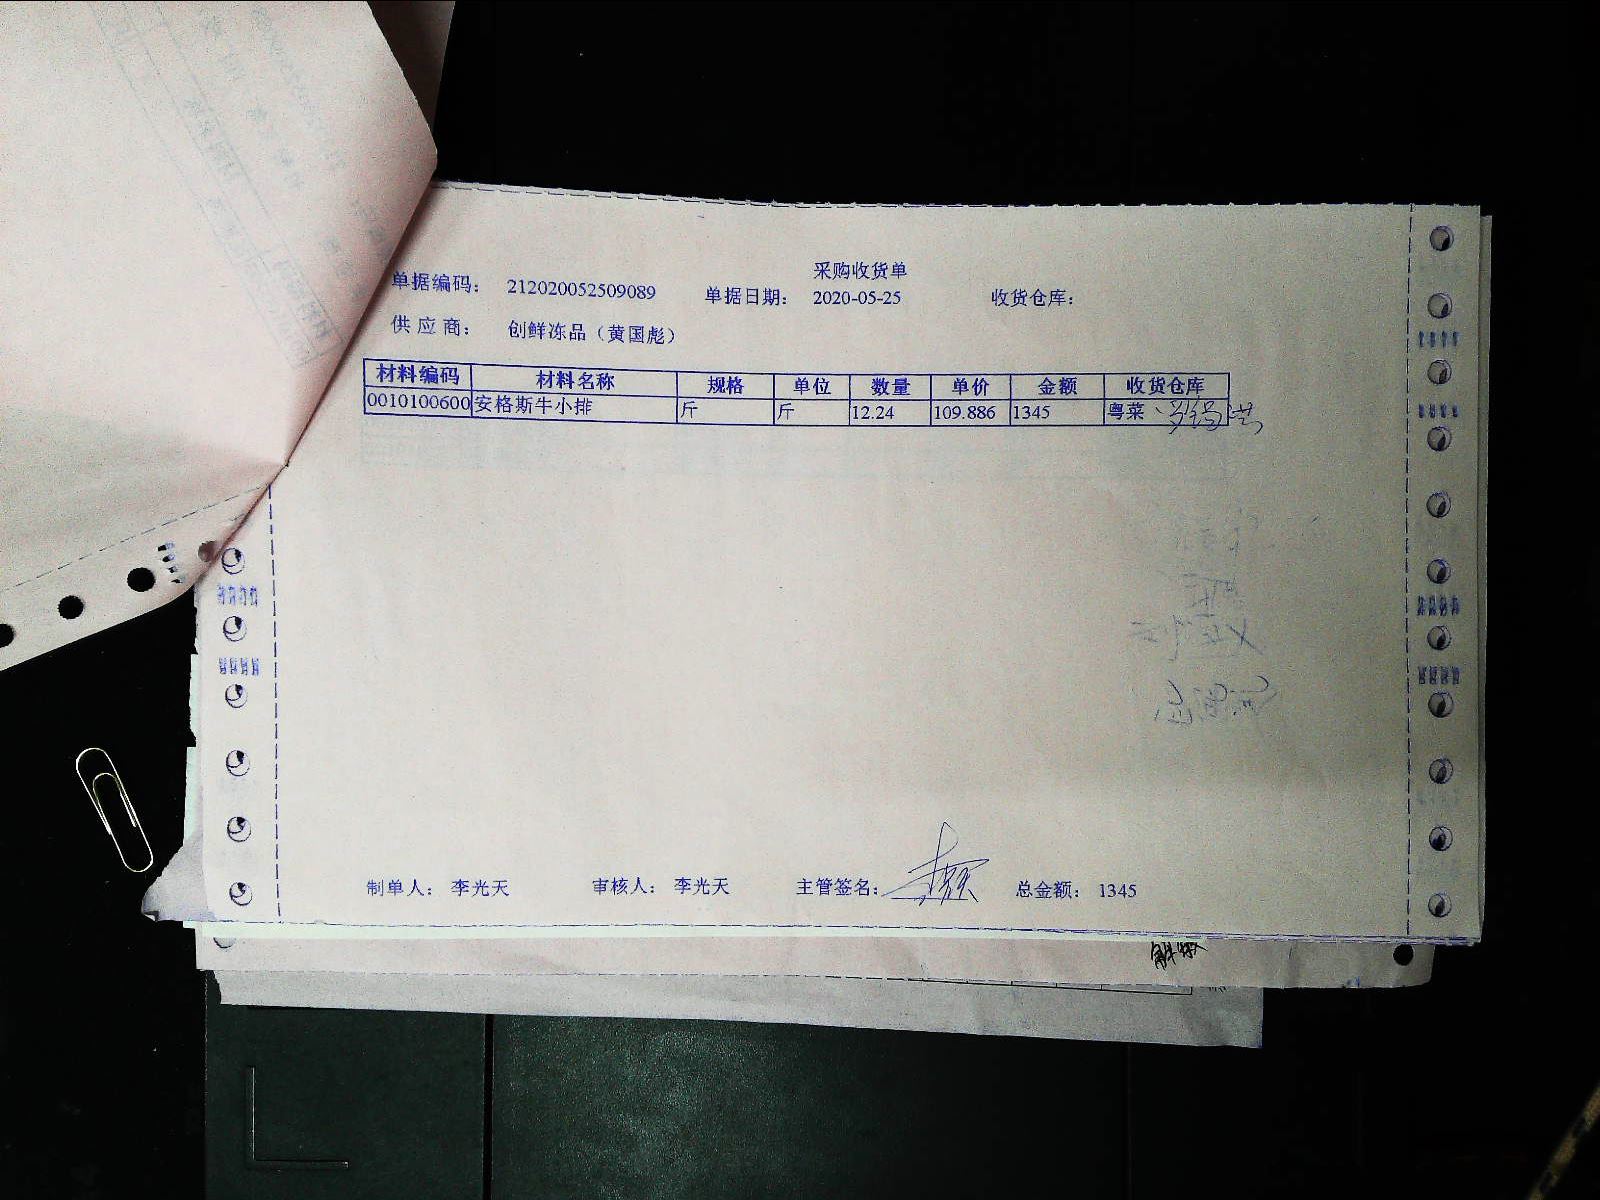 采购收货单
单据编码： 212020052509089 单据日期： 2020-05-25 收货仓库：
供应商： 创鲜冻品（黄国彪）
材料编码 材料名称 规格 单位 数量 单价 金额 收货仓库
0010100600 安格斯牛小排 斤 斤 12.24 109.886 1345 粤菜
制单人： 李光天 审核人： 李光天 主管签名： 总金额： 1345